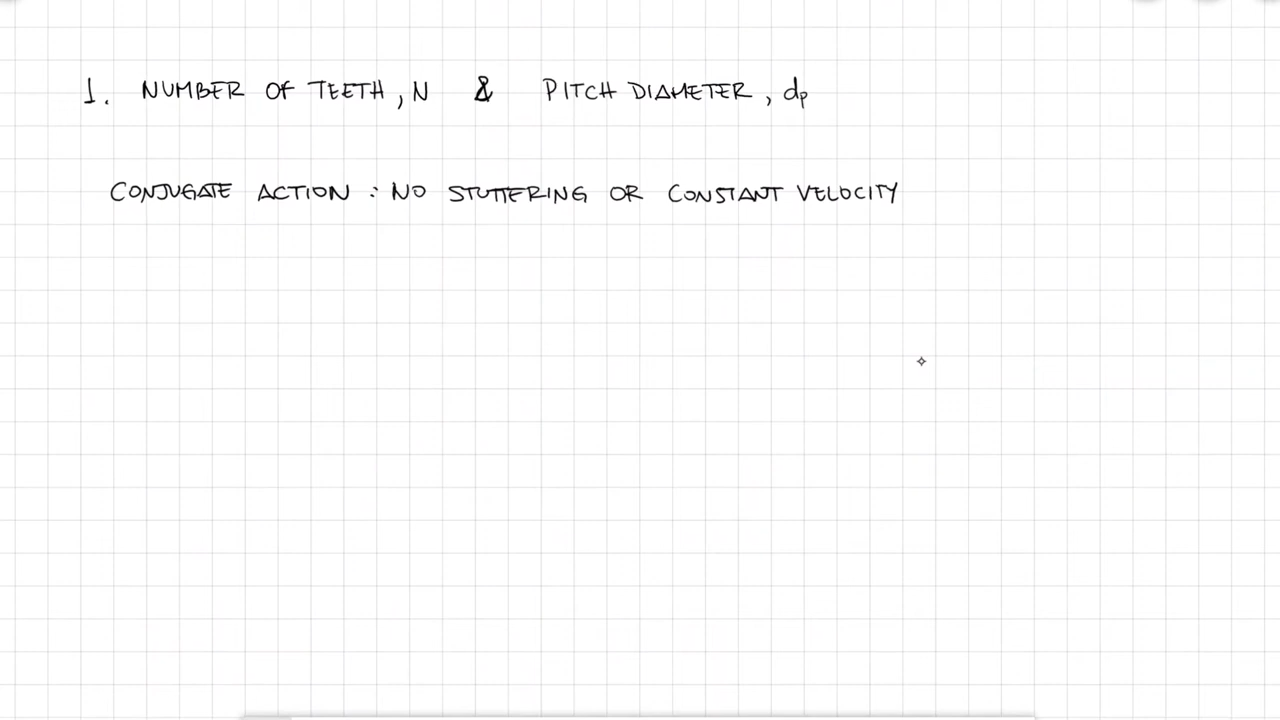 1. NUMBER OF TEETH, N & PITCH DIAMETER, dp
CONJUGATE ACTION : NO STUTTERING OR CONSTANT VELOCITY